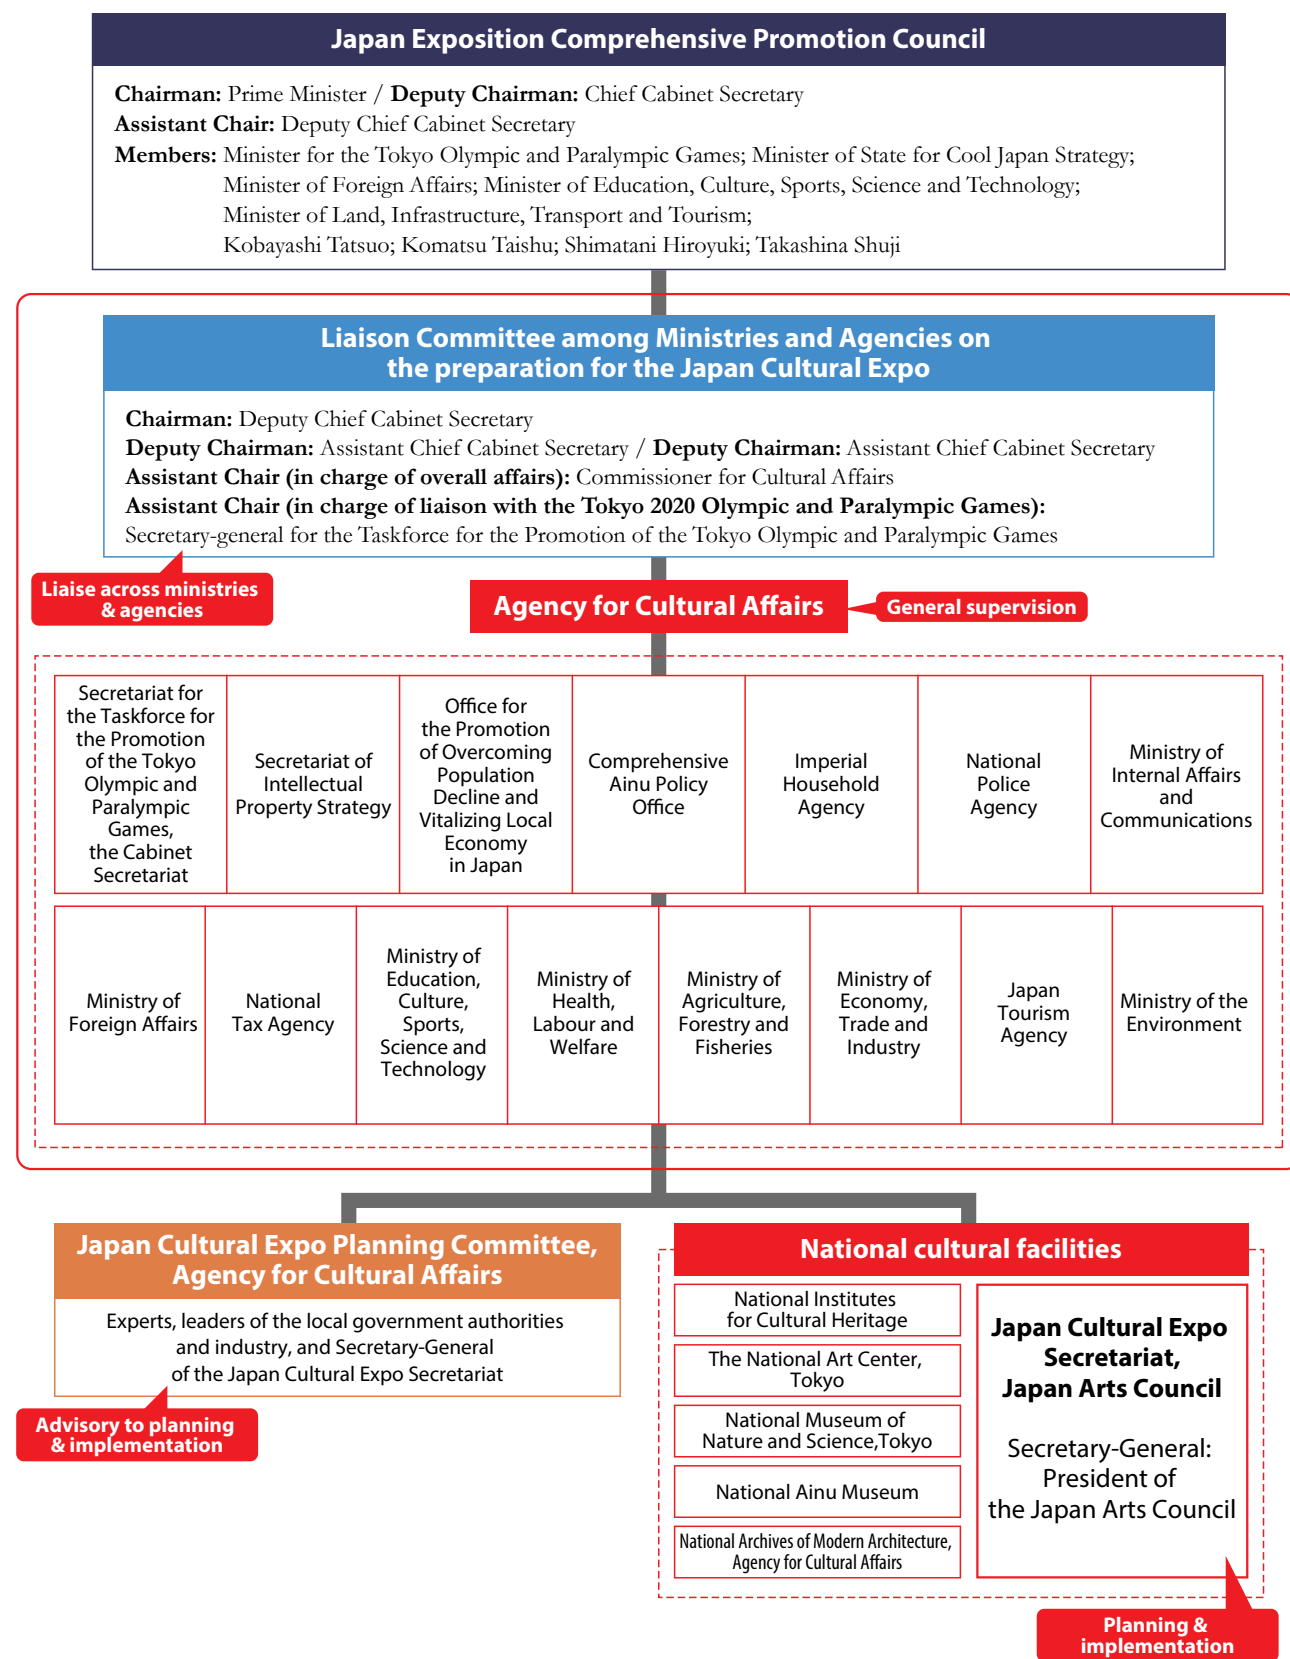 Japan Exposition Comprehensive Promotion Council
Chairman: Prime Minister / Deputy Chairman: Chief Cabinet Secretary
Assistant Chair: Deputy Chief Cabinet Secretary
Members: Minister for the Tokyo Olympic and Paralympic Games; Minister of State for Cool Japan Strategy;
Minister of Foreign Affairs; Minister of Education, Culture, Sports, Science and Technology;
Minister of Land, Infrastructure, Transport and Tourism;
Kobayashi Tatsuo; Komatsu Taishu; Shimatani Hiroyuki; Takashina Shuji
Liaison Committee among Ministries and Agencies on
the preparation for the Japan Cultural Expo
Chairman: Deputy Chief Cabinet Secretary
Deputy Chairman: Assistant Chief Cabinet Secretary / Deputy Chairman: Assistant Chief Cabinet Secretary
Assistant Chair (in charge of overall affairs): Commissioner for Cultural Affairs
Assistant Chair (in charge of liaison with the Tokyo 2020 Olympic and Paralympic Games):
Secretary-general for the Taskforce for the Promotion of the Tokyo Olympic and Paralympic Games
Liaise across ministries
& agencies
Agency for Cultural Affairs
General supervision
Secretariat for
the Taskforce for
the Promotion
of the Tokyo
Olympic and
Paralympic
Games,
the Cabinet
Secretariat
Secretariat of
Intellectual
Property Strategy
Office for
the Promotion
of Overcoming
Population
Decline and
Vitalizing Local
Economy
in Japan
Comprehensive
Ainu Policy
Office
Imperial
Household
Agency
National
Police
Agency
Ministry of
Internal Affairs
and
Communications
Ministry of
Foreign Affairs
National
Tax Agency
Ministry of
Education,
Culture,
Sports,
Science and
Technology
Ministry of
Health,
Labour and
Welfare
Ministry of
Agriculture,
Forestry and
Fisheries
Ministry of
Economy,
Trade and
Industry
Japan
Tourism
Agency
Ministry of the
Environment
Japan Cultural Expo Planning Committee,
Agency for Cultural Affairs
Experts, leaders of the local government authorities
and industry, and Secretary-General
of the Japan Cultural Expo Secretariat
Advisory to planning
& implementation
National cultural facilities
National Institutes
for Cultural Heritage
The National Art Center,
Tokyo
National Museum of
Nature and Science,Tokyo
National Ainu Museum
National Archives of Modern Architecture,
Agency for Cultural Affairs
Japan Cultural Expo
Secretariat,
Japan Arts Council
Secretary-General:
President of
the Japan Arts Council
Planning &
implementation